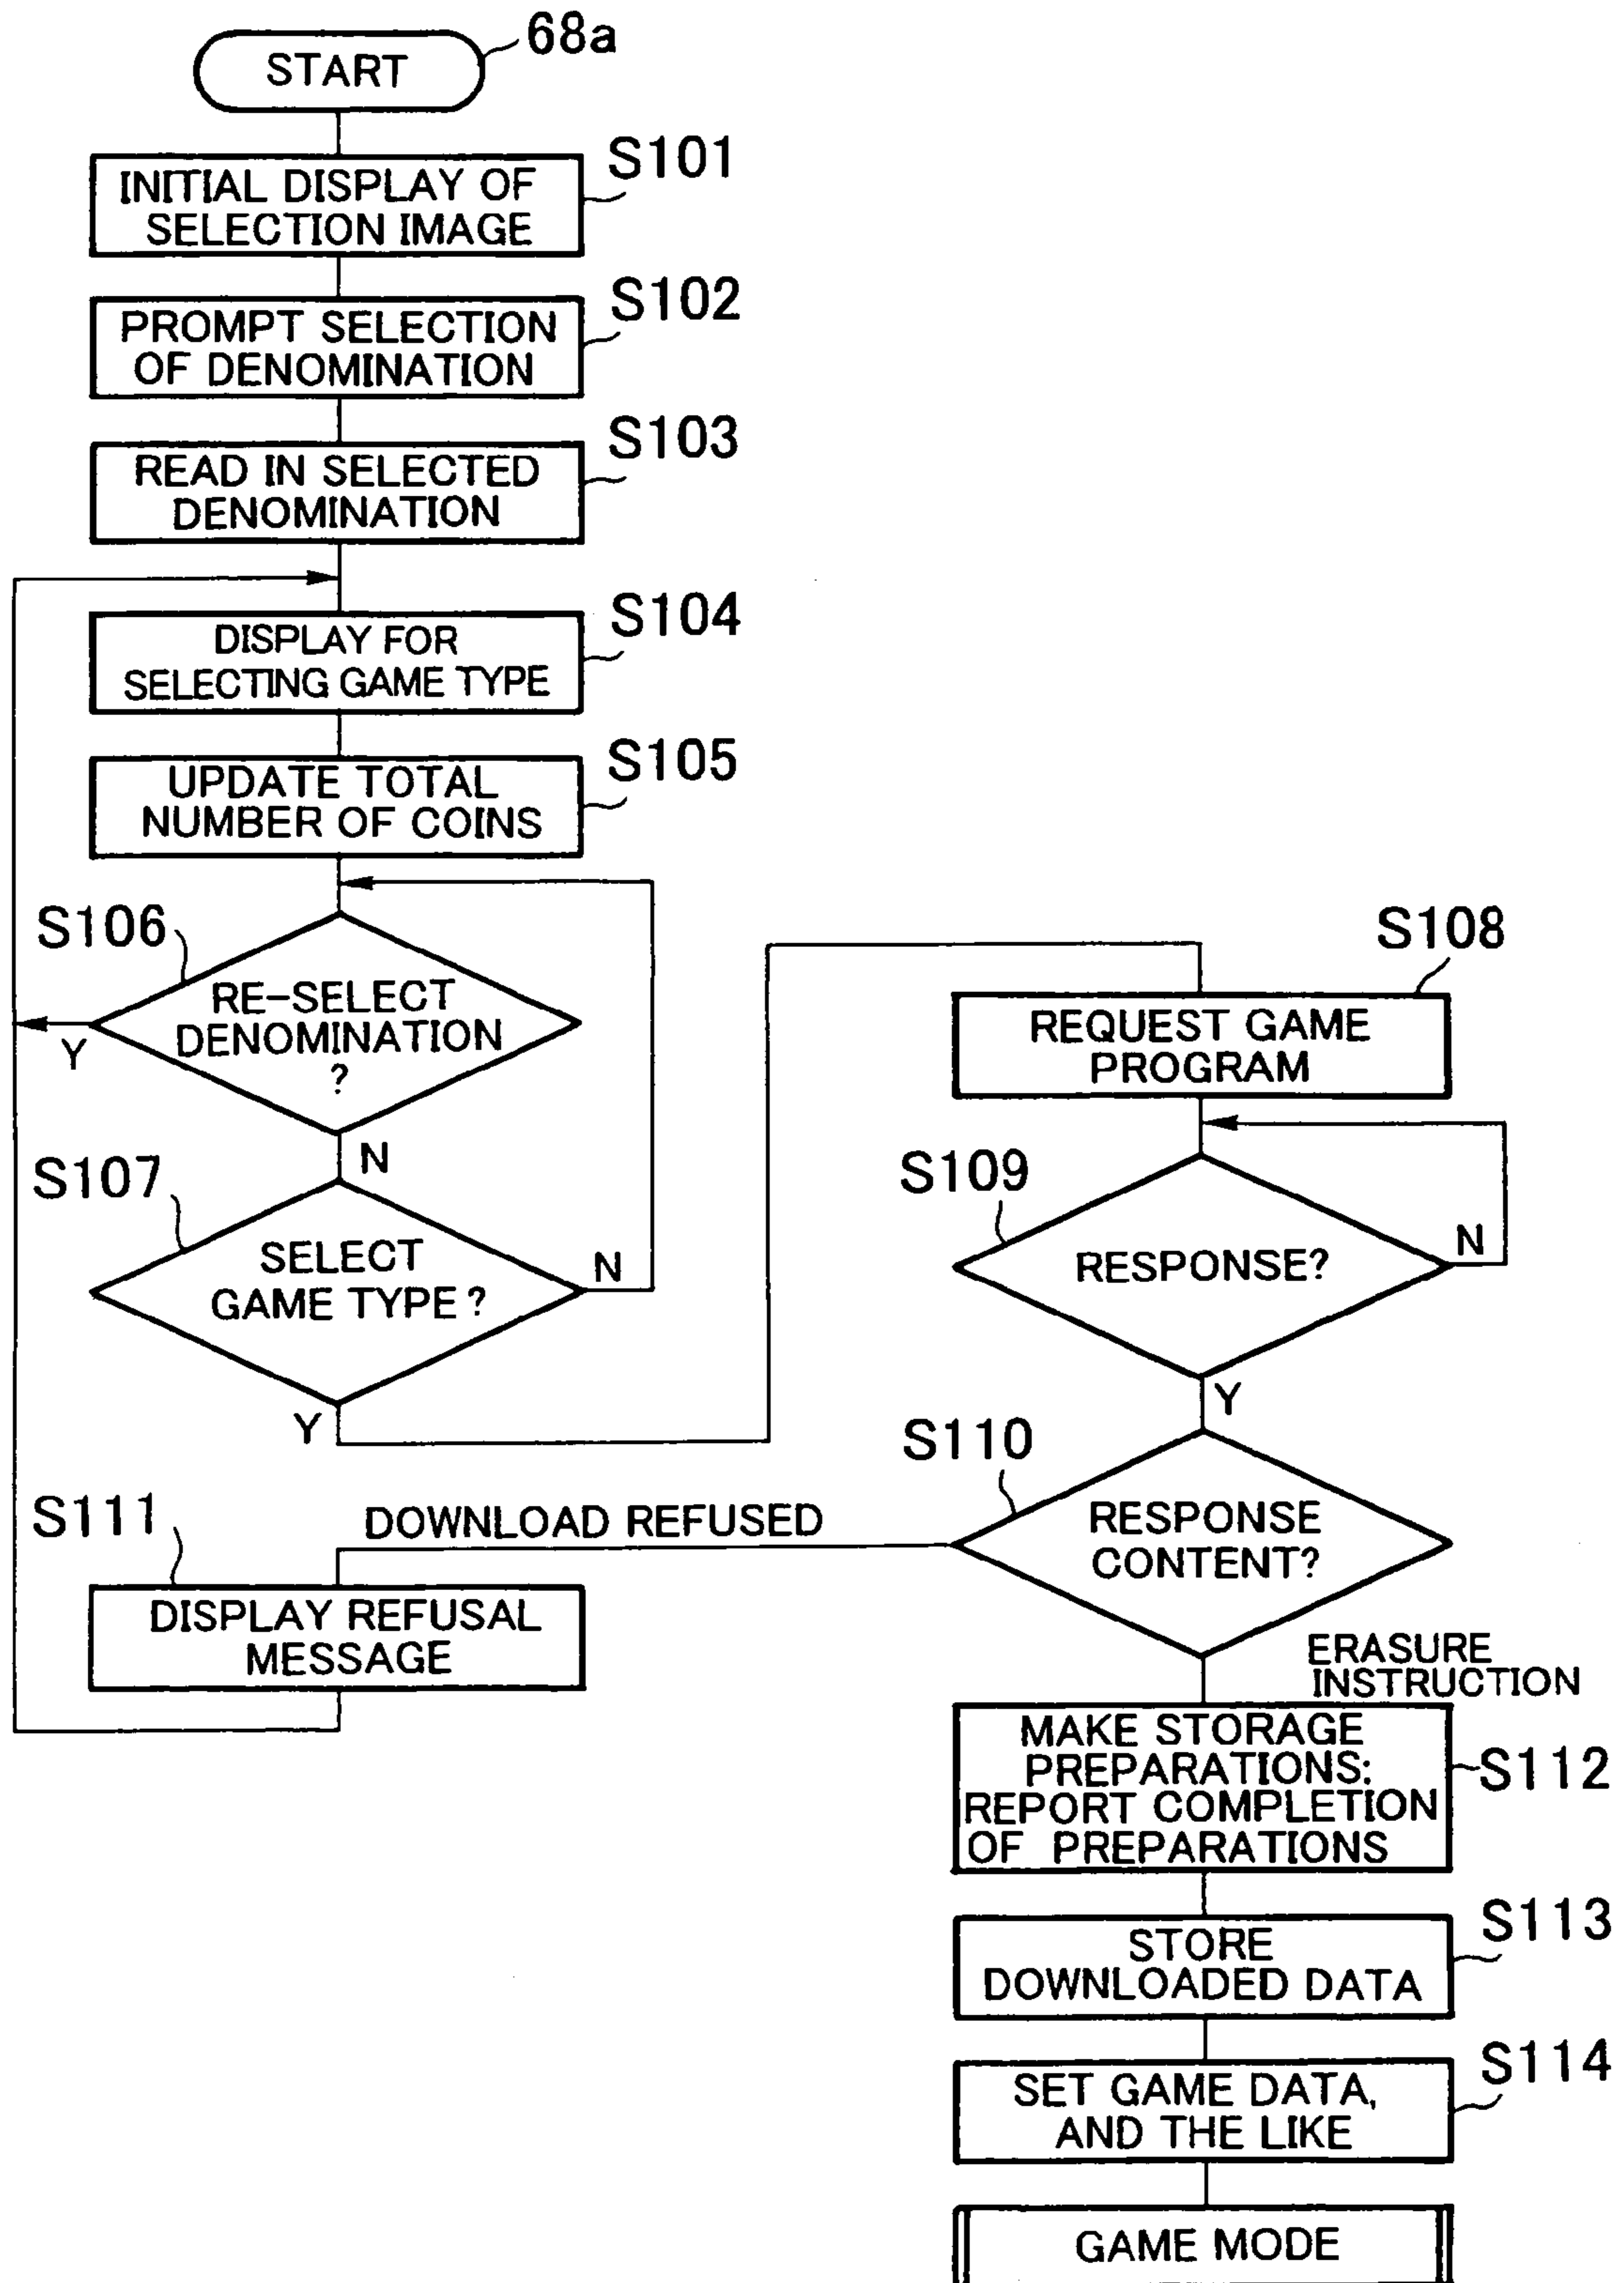 START
68a
INITIAL DISPLAY OF
SELECTION IMAGE
S101
PROMPT SELECTION
OF DENOMINATION
S102
READ IN SELECTED
DENOMINATION
S103
DISPLAY FOR
SELECTING GAME TYPE
S104
UPDATE TOTAL
NUMBER OF COINS
S105
S106
RE-SELECT
DENOMINATION
?
Y
N
S107
SELECT
GAME TYPE?
N
Y
S108
REQUEST GAME
PROGRAM
S109
RESPONSE?
N
Y
S110
RESPONSE
CONTENT?
DOWNLOAD REFUSED
S111
DISPLAY REFUSAL
MESSAGE
ERASURE
INSTRUCTION
MAKE STORAGE
PREPARATIONS:
REPORT COMPLETION
OF PREPARATIONS
S112
STORE
DOWNLOADED DATA
S113
SET GAME DATA,
AND THE LIKE
S114
GAME MODE